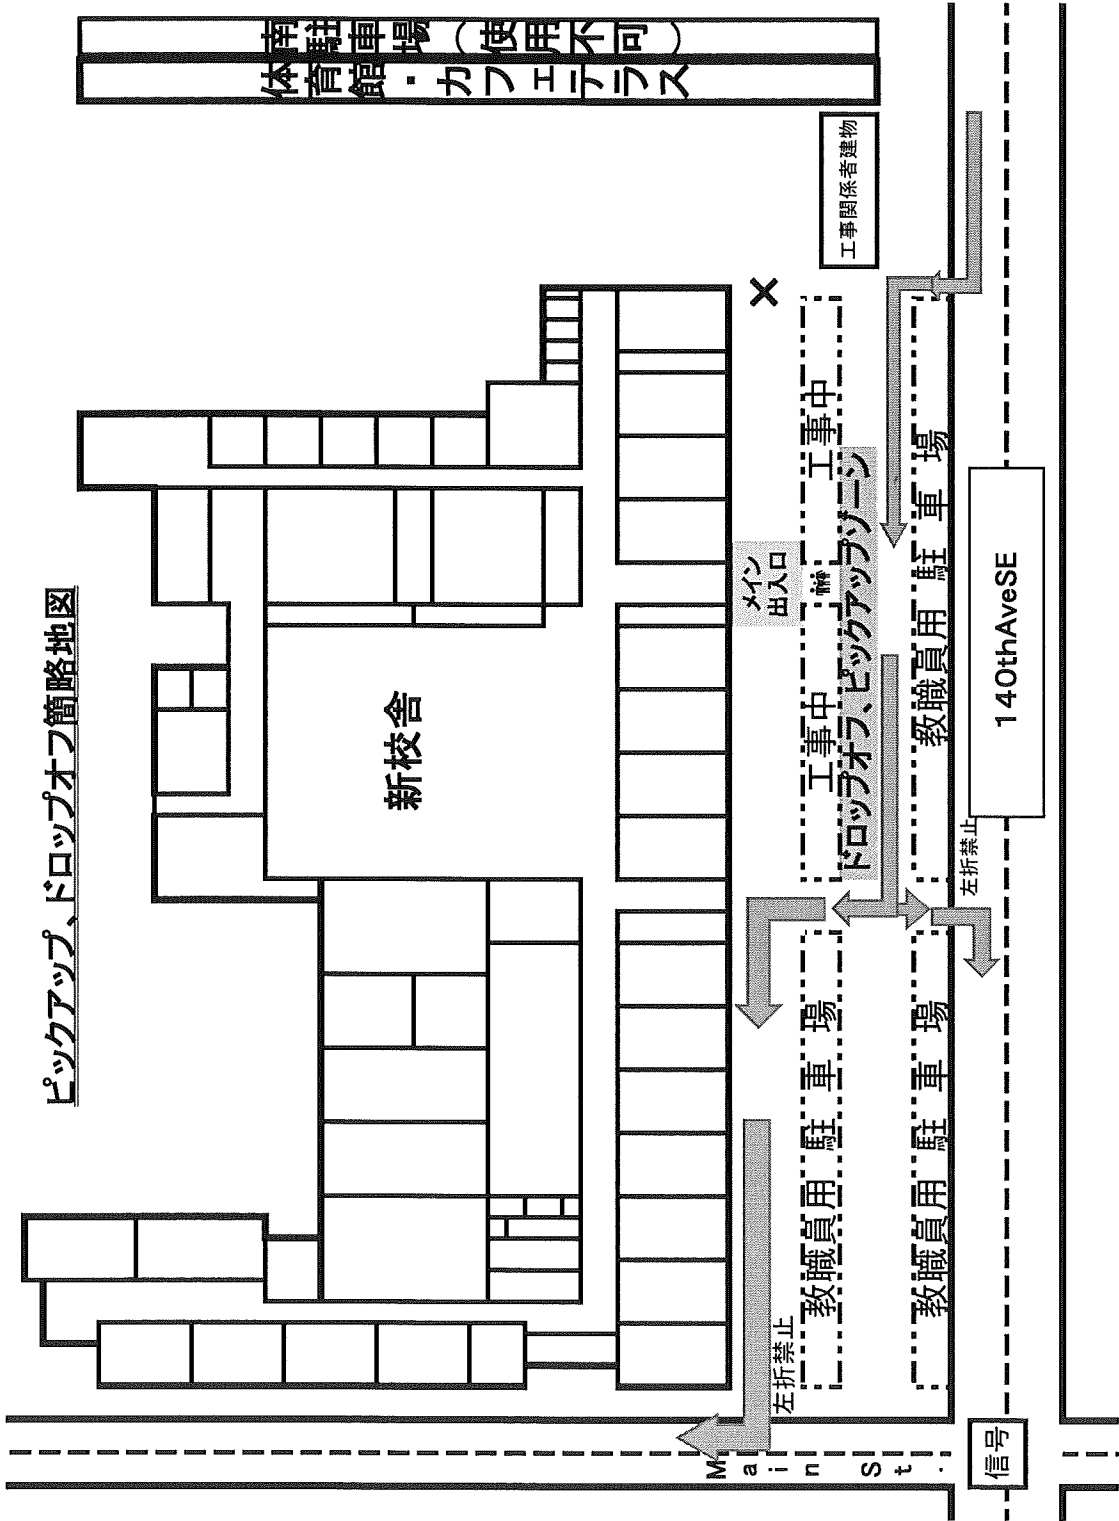 ピックアップ、ドロップオフ簡略地図
南駐車場（使用不可）
体育館・カフェテラス
工事関係者建物
新校舎
メイン
出入口
工事中
工事中
ドロップオフ、ピックアップゾーン
教職員用 駐 車 場
教職員用 駐 車 場
教職員用 駐 車 場
140thAveSE
左折禁止
左折禁止
Main St.
信号